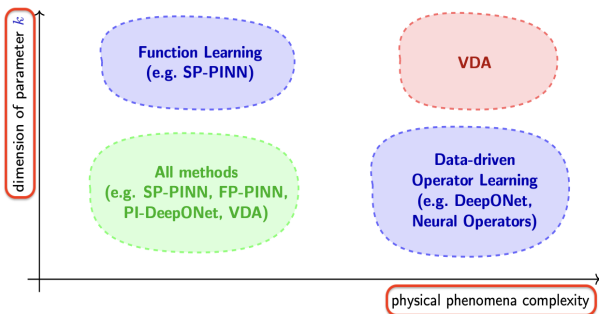 dimension of parameter k
Function Learning
(e.g. SP-PINN)
VDA
All methods
(e.g. SP-PINN, FP-PINN,
PI-DeepONet, VDA)
Data-driven
Operator Learning
(e.g. DeepONet,
Neural Operators)
physical phenomena complexity